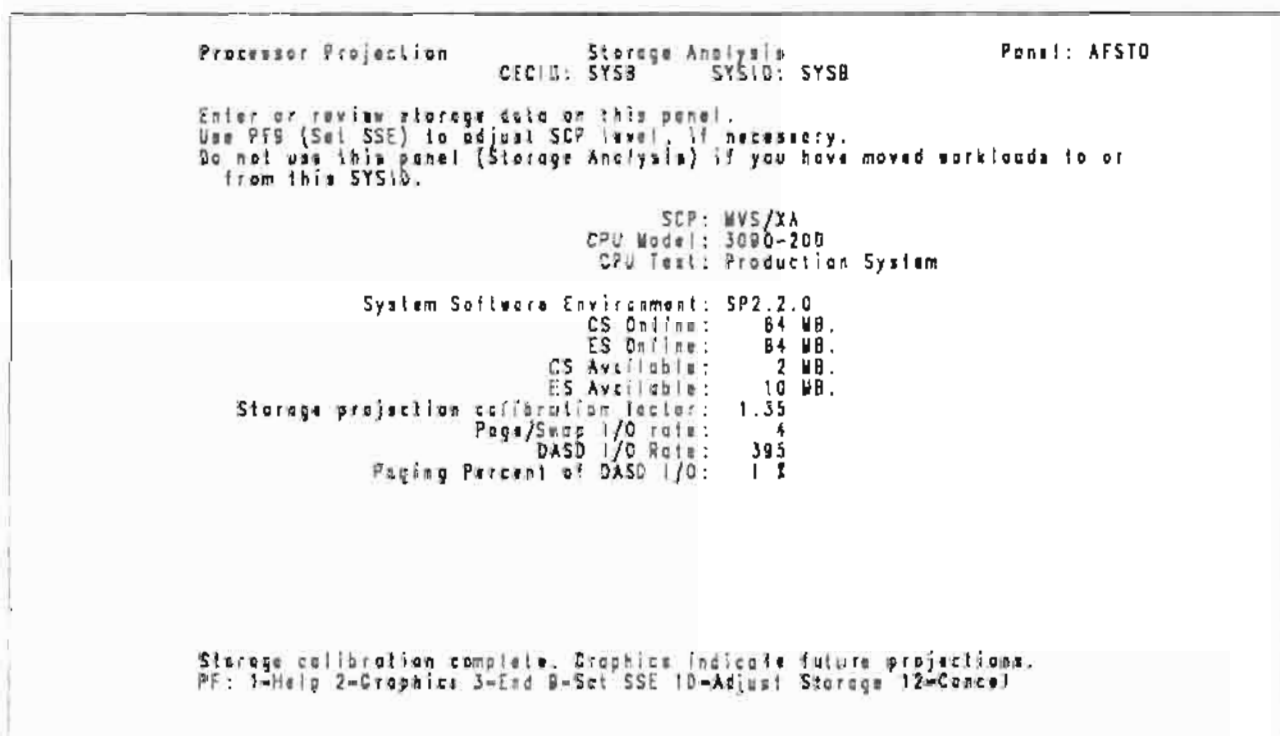 Processor Projection Storage Analysis Panel: AFSTO
CECID: SYSB SYSID: SYSB
Enter or review storage data on this panel.
Use PF9 (Set SSE) to adjust SCP level, if necessary.
Do not use this panel (Storage Analysis) if you have moved workloads to or
from this SYSID.
SCP: MVS/XA
CPU Model: 3090-200
CPU Text: Production System
System Software Environment: SP2.2.0
CS Online: 64 MB.
ES Online: 64 MB.
CS Available: 2 MB.
ES Available: 10 MB.
Storage projection calibration factor: 1.35
Page/Swap I/O rate: 4
DASD I/O Rate: 395
Paging Percent of DASD I/O: 1 %
Storage calibration complete. Graphics indicate future projections.
PF: 1=Help 2=Graphics 3=End 9=Set SSE 10=Adjust Storage 12=Cancel